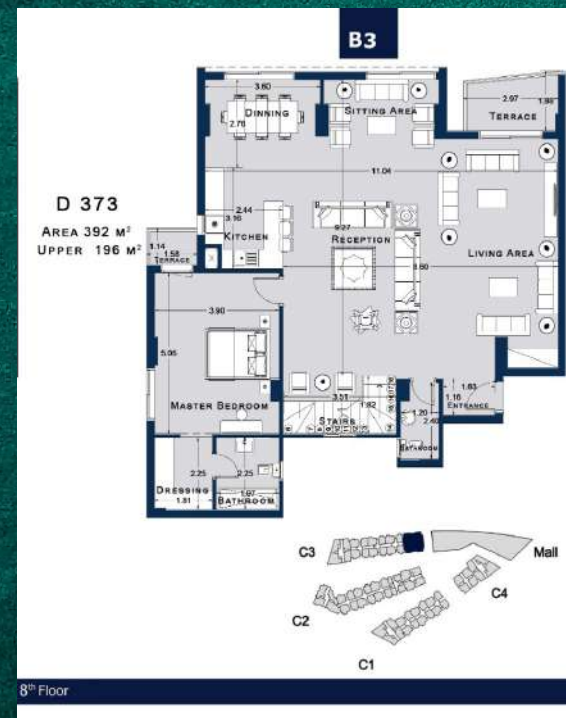 B3
D 373
AREA 392 M²
UPPER 196 M²
3.60
DINNING
2.76
SITTING AREA
2.97
1.86
TERRACE
11.04
2.44
3.16
KITCHEN
9.27
RECEPTION
LIVING AREA
8.60
1.14
1.58
TERRACE
3.90
5.05
MASTER BEDROOM
3.51
1.82
STAIRS
1.20
2.40
BATHROOM
1.63
1.16
ENTRANCE
2.25
DRESSING
1.81
2.25
1.97
BATHROOM
C3
Mall
C4
C2
C1
8th Floor